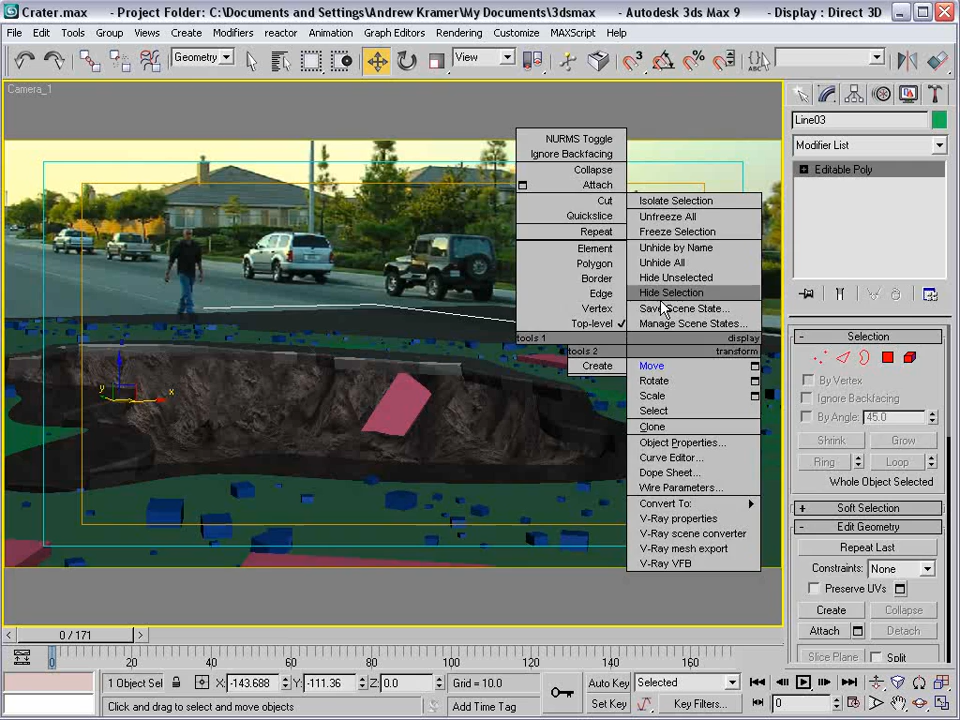 Crater.max - Project Folder: C:\Documents and Settings\Andrew Kramer\My Documents\3dsmax - Autodesk 3ds Max 9 - Display : Direct 3D
File Edit Tools Group Views Create Modifiers reactor Animation Graph Editors Rendering Customize MAXScript Help
Geometry View
Camera_1
NURMS Toggle
Ignore Backfacing
Collapse
Attach
Cut
Quickslice
Repeat
Element
Polygon
Border
Edge
Vertex
Top-level
tools 1
tools 2
Create
Isolate Selection
Unfreeze All
Freeze Selection
Unhide by Name
Unhide All
Hide Unselected
Hide Selection
Save Scene State...
Manage Scene States...
display
transform
Move
Rotate
Scale
Select
Clone
Object Properties...
Curve Editor...
Dope Sheet...
Wire Parameters...
Convert To:
V-Ray properties
V-Ray scene converter
V-Ray mesh export
V-Ray VFB
z
y
x
Line03
Modifier List
Editable Poly
- Selection
By Vertex
Ignore Backfacing
By Angle: 45.0
Shrink Grow
Ring Loop
Whole Object Selected
+ Soft Selection
- Edit Geometry
Repeat Last
Constraints: None
Preserve UVs
Create Collapse
Attach Detach
Slice Plane Split
< 0 / 171 >
0 20 40 60 80 100 120 140 160
1 Object Sel X: -143.688 Y: -111.36 Z: 0.0 Grid = 10.0 Auto Key Selected
Click and drag to select and move objects Add Time Tag Set Key Key Filters... 0